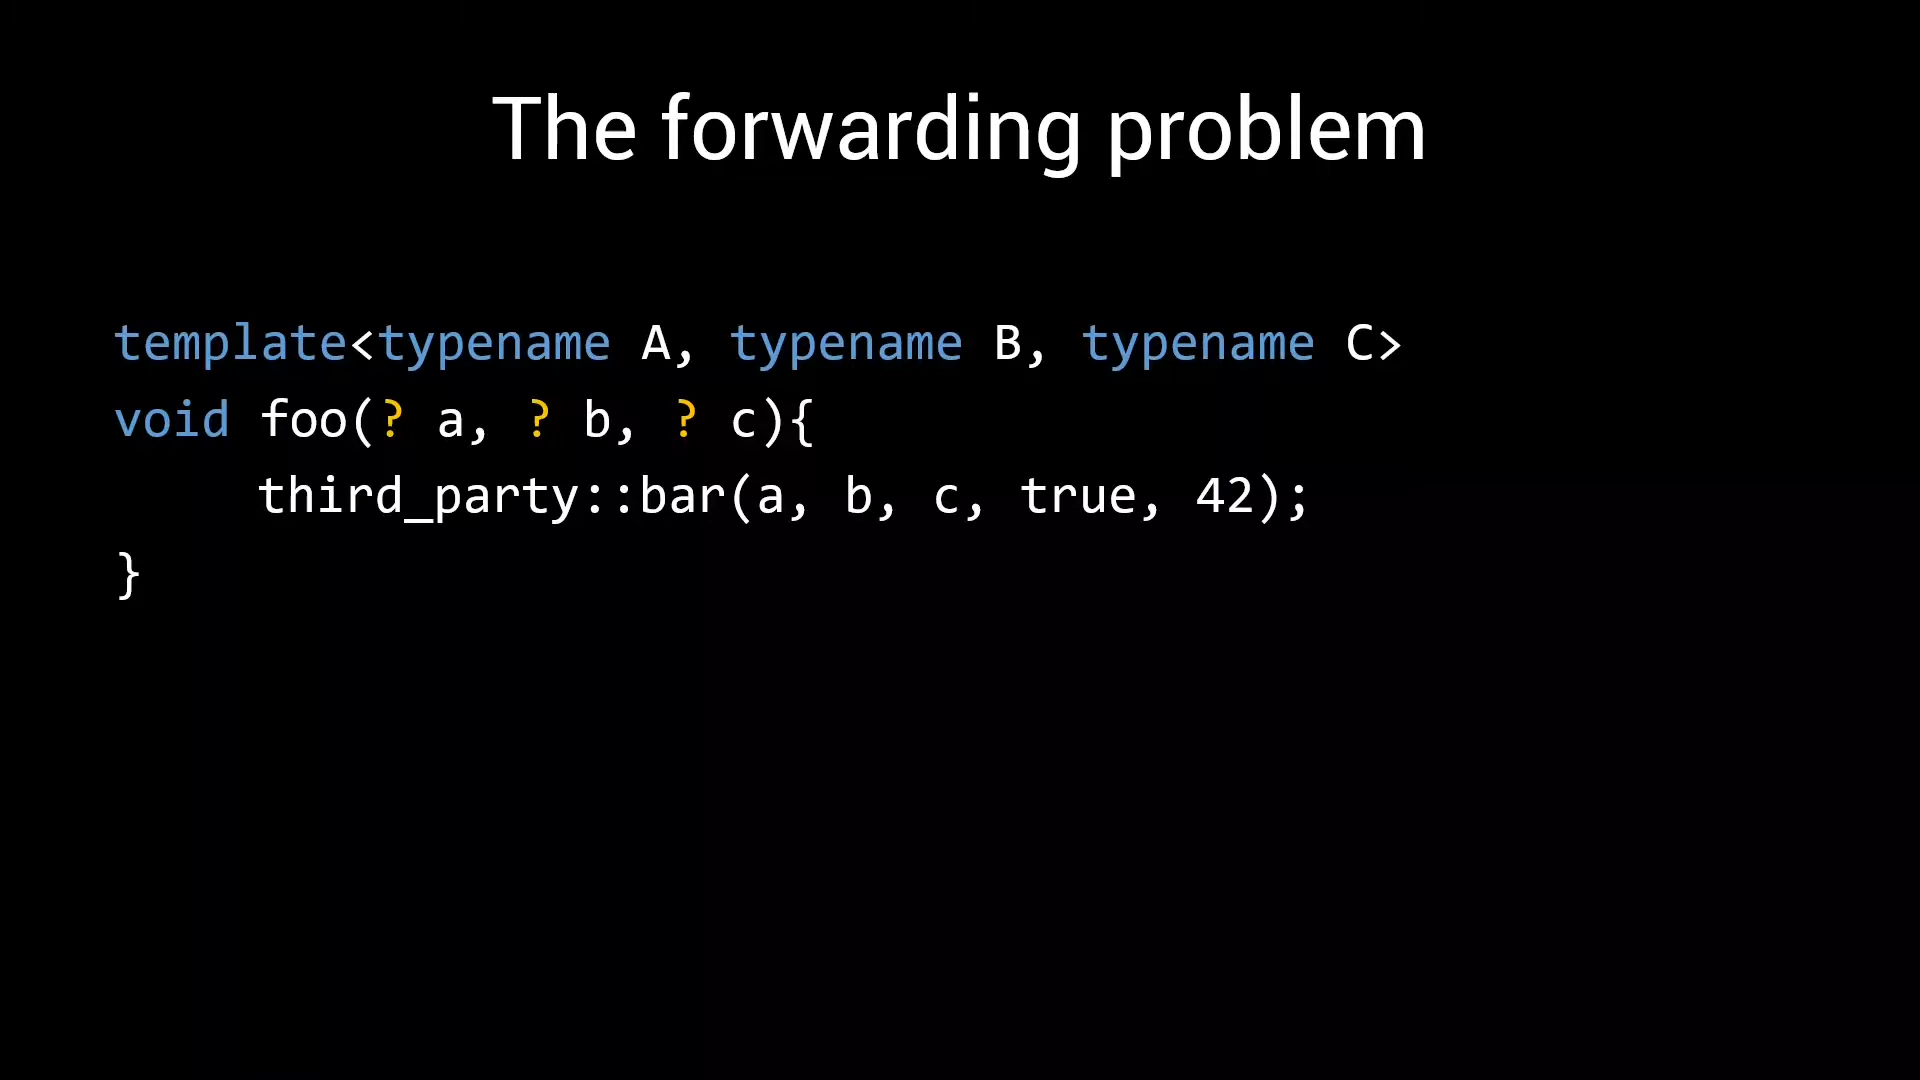 The forwarding problem
template<typename A, typename B, typename C>
void foo(? a, ? b, ? c){
third_party::bar(a, b, c, true, 42);
}